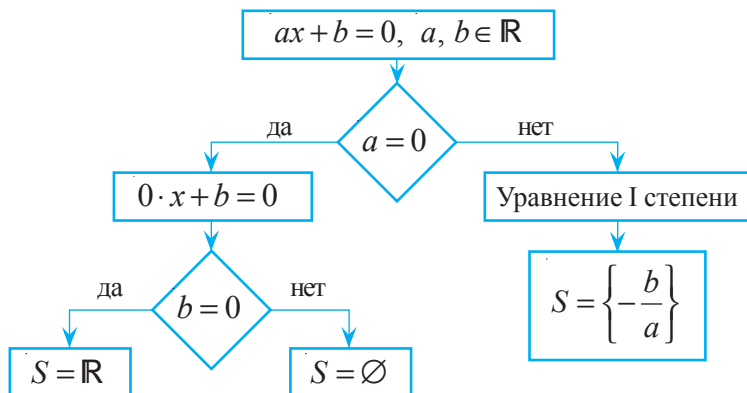 ax + b = 0, a, b ∈ ℝ
да
a = 0
нет
0 · x + b = 0
Уравнение I степени
да
b = 0
нет
S = {−b/a}
S = ℝ
S = ∅